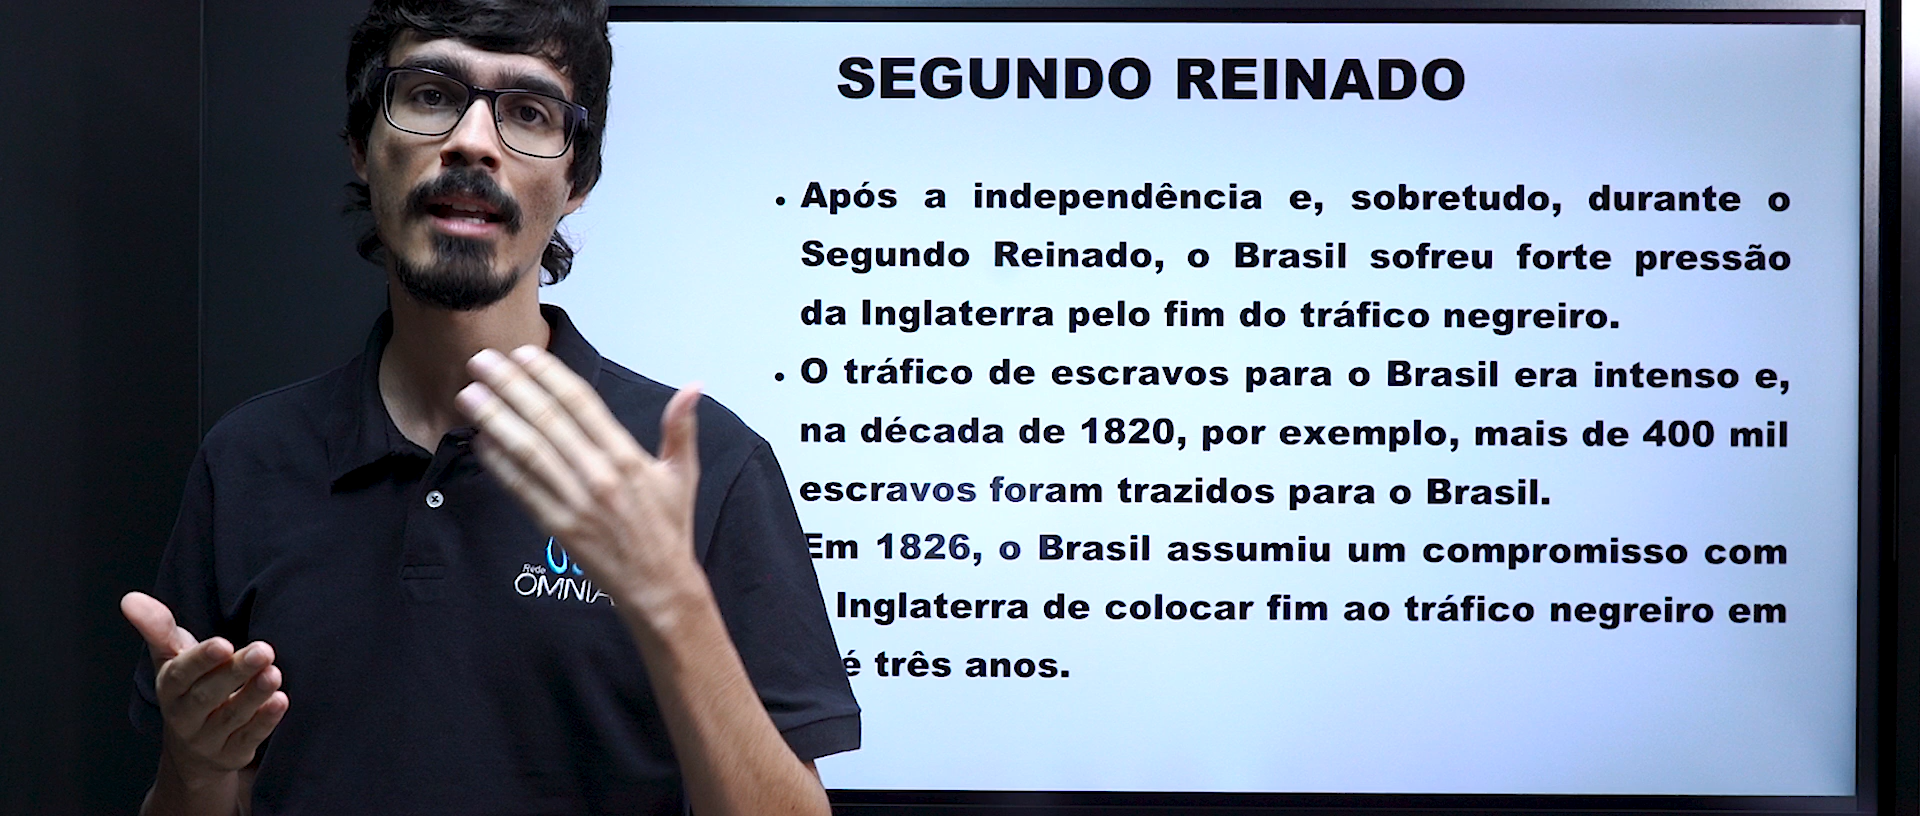 SEGUNDO REINADO
• Após a independência e, sobretudo, durante o
Segundo Reinado, o Brasil sofreu forte pressão
da Inglaterra pelo fim do tráfico negreiro.
• O tráfico de escravos para o Brasil era intenso e,
na década de 1820, por exemplo, mais de 400 mil
escravos foram trazidos para o Brasil.
Em 1826, o Brasil assumiu um compromisso com
Inglaterra de colocar fim ao tráfico negreiro em
é três anos.
Rede
OMNIA